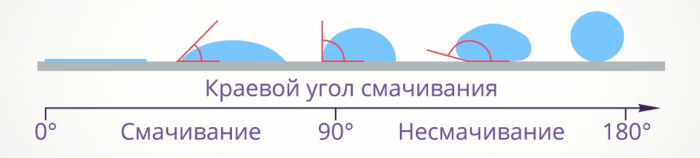 Краевой угол смачивания
0° Смачивание 90° Несмачивание 180°